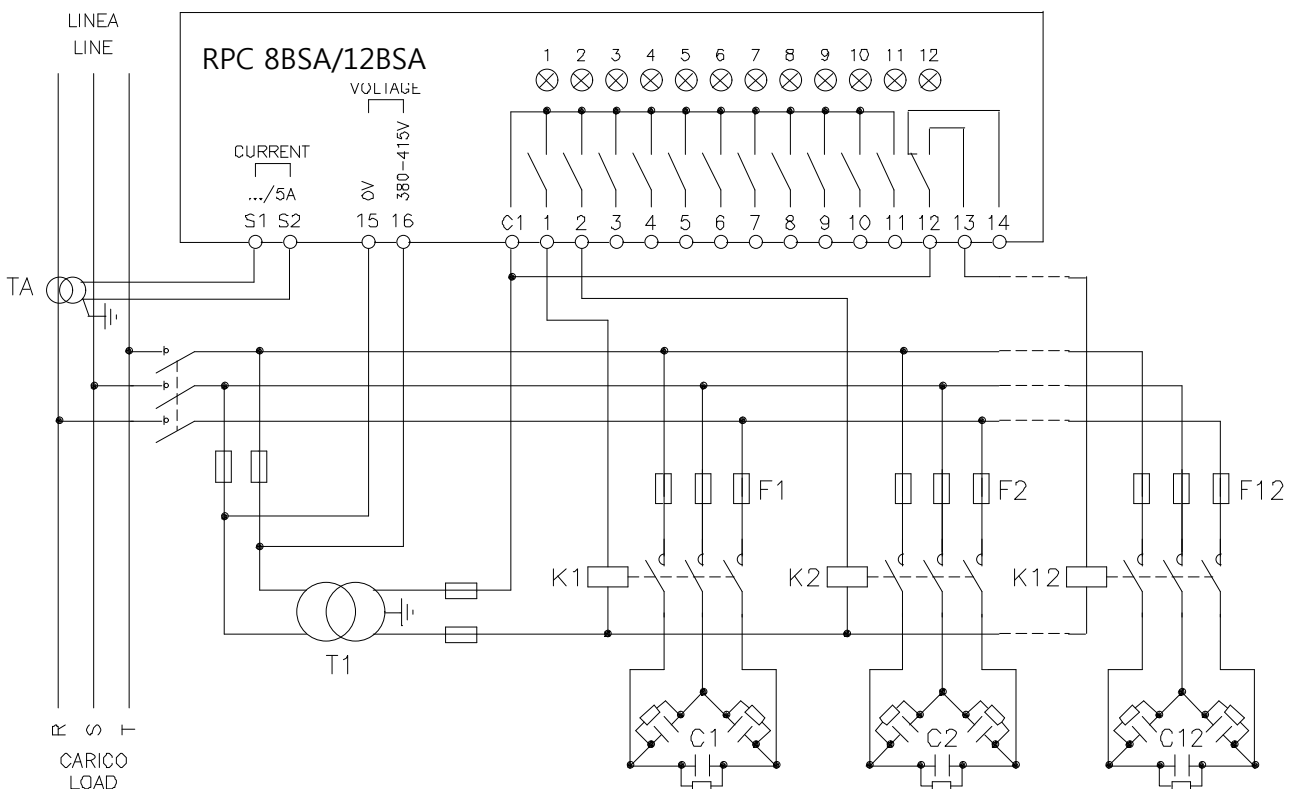 LINEA
LINE
RPC 8BSA/12BSA
1 2 3 4 5 6 7 8 9 10 11 12
VOLTAGE
CURRENT
.../5A
0V
380-415V
S1 S2 15 16 C1 1 2 3 4 5 6 7 8 9 10 11 12 13 14
TA
F1 F2 F12
K1 K2 K12
T1
R S T
C1 C2 C12
CARICO
LOAD